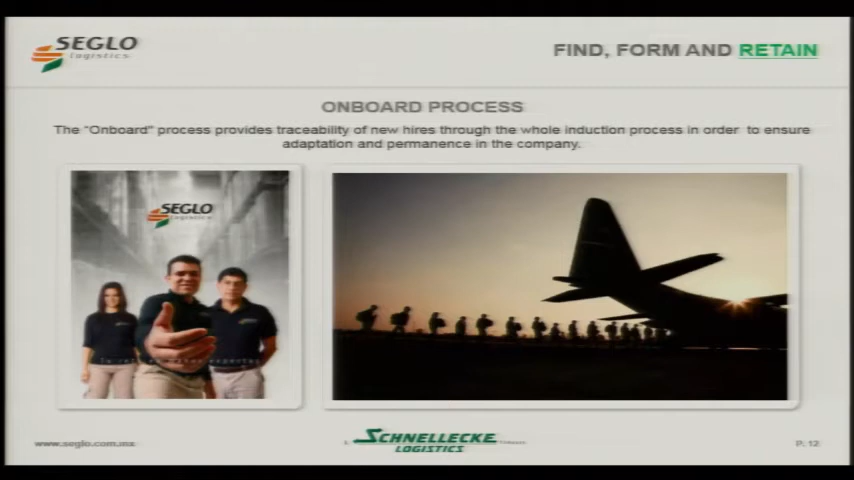 SEGLO
logistics
FIND, FORM AND RETAIN
ONBOARD PROCESS
The "Onboard" process provides traceability of new hires through the whole induction process in order to ensure
adaptation and permanence in the company.
SEGLO
logistics
www.seglo.com.mx
SCHNELLECKE
LOGISTICS
P. 12